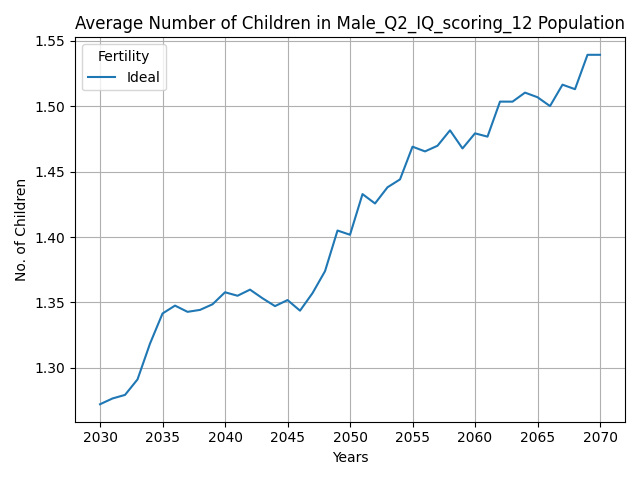 Average Number of Children in Male_Q2_IQ_scoring_12 Population
Fertility
Ideal
1.55
1.50
1.45
1.40
1.35
1.30
No. of Children
2030 2035 2040 2045 2050 2055 2060 2065 2070
Years